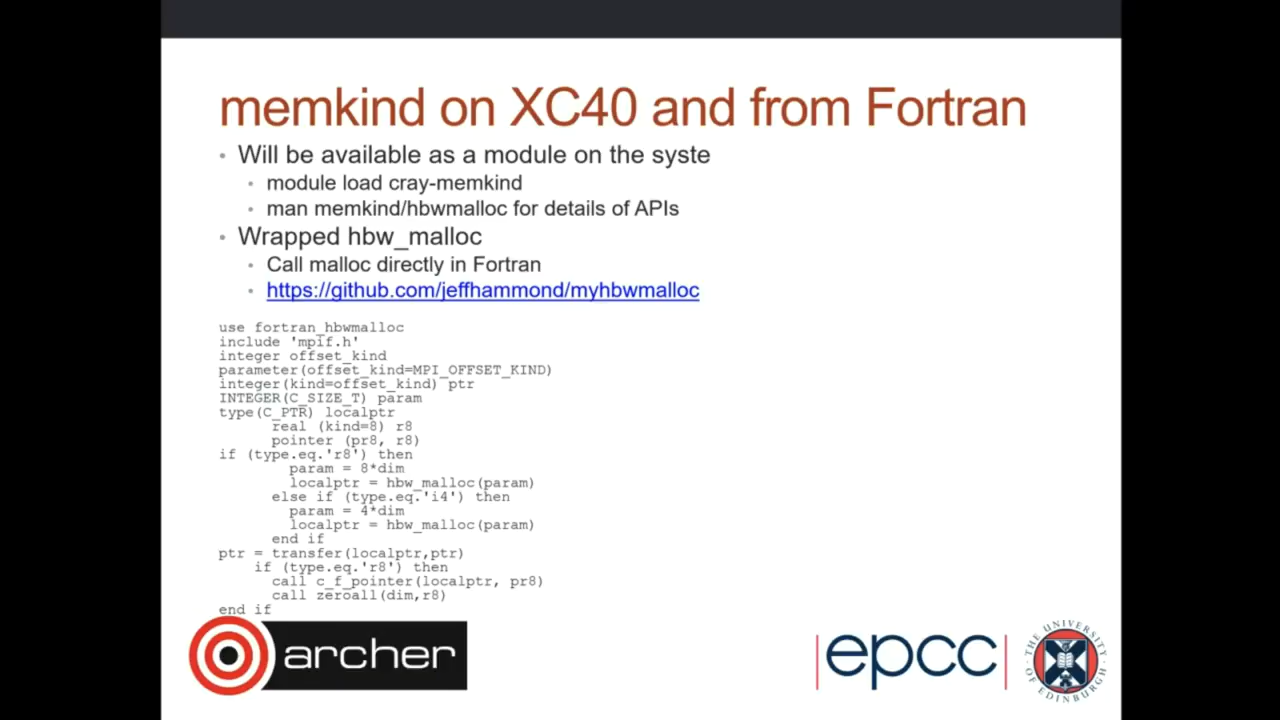 memkind on XC40 and from Fortran
• Will be available as a module on the syste
• module load cray-memkind
• man memkind/hbwmalloc for details of APIs
• Wrapped hbw_malloc
• Call malloc directly in Fortran
• https://github.com/jeffhammond/myhbwmalloc
use fortran_hbwmalloc
include 'mpif.h'
integer offset_kind
parameter(offset_kind=MPI_OFFSET_KIND)
integer(kind=offset_kind) ptr
INTEGER(C_SIZE_T) param
type(C_PTR) localptr
real (kind=8) r8
pointer (pr8, r8)
if (type.eq.'r8') then
param = 8*dim
localptr = hbw_malloc(param)
else if (type.eq.'i4') then
param = 4*dim
localptr = hbw_malloc(param)
end if
ptr = transfer(localptr,ptr)
if (type.eq.'r8') then
call c_f_pointer(localptr, pr8)
call zeroall(dim,r8)
end if
archer
epcc
THE UNIVERSITY OF EDINBURGH